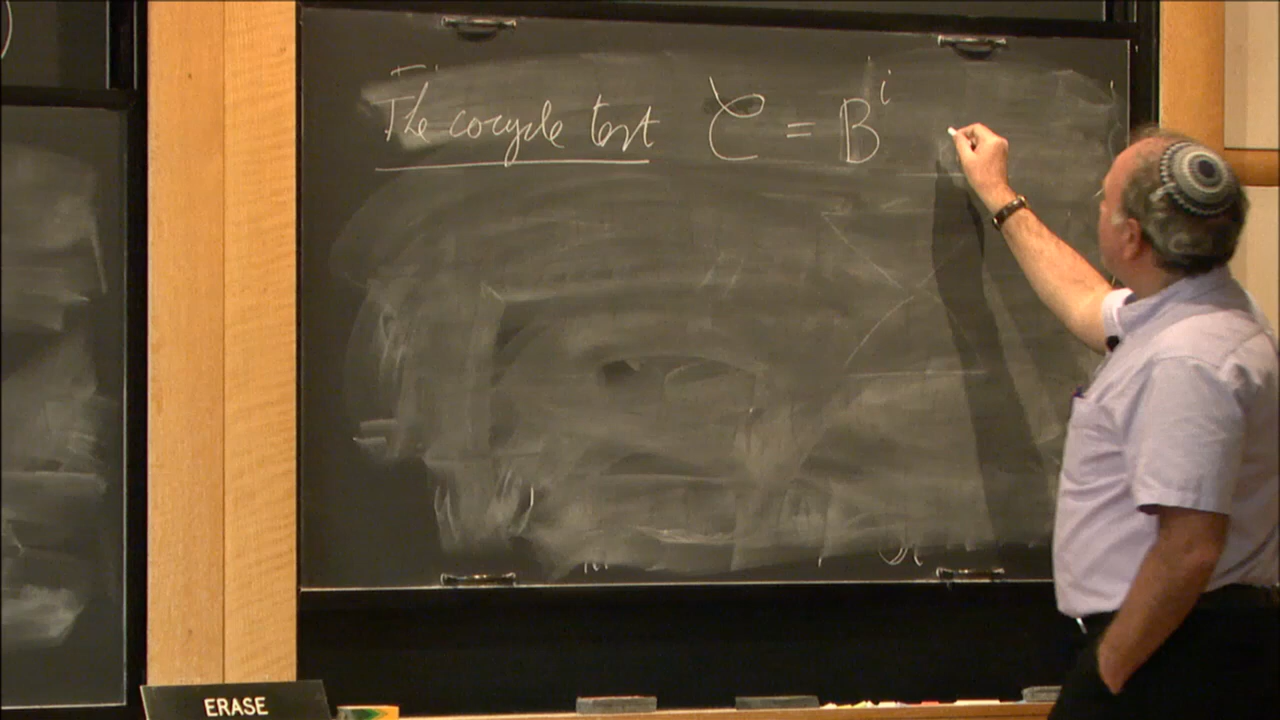 The cocycle test C = Bⁱ
ERASE